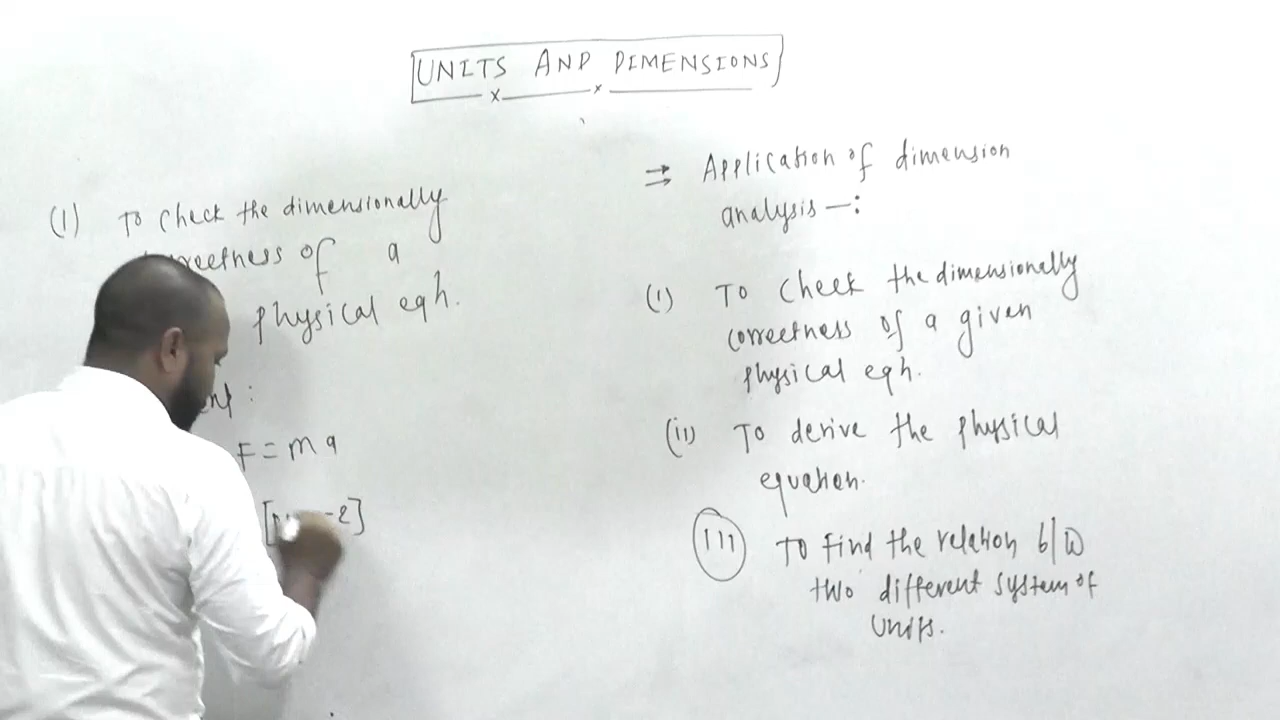 UNITS AND DIMENSIONS
(1) To check the dimensionally
of a
physical eqn.
F = ma
⇒ Application of dimension
analysis —:
(i) To check the dimensionally
correctness of a given
physical eqn.
(ii) To derive the physical
equation.
(iii) To find the relation b/w
two different system of
units.